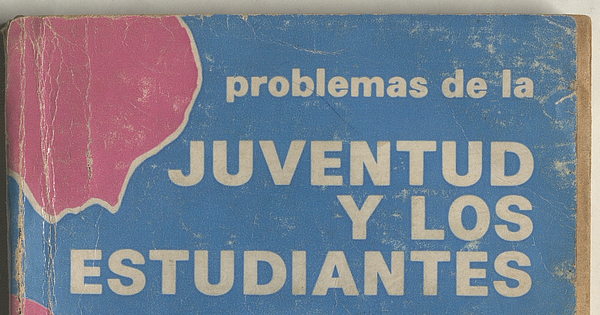 problemas de la
JUVENTUD
Y LOS
ESTUDIANTES